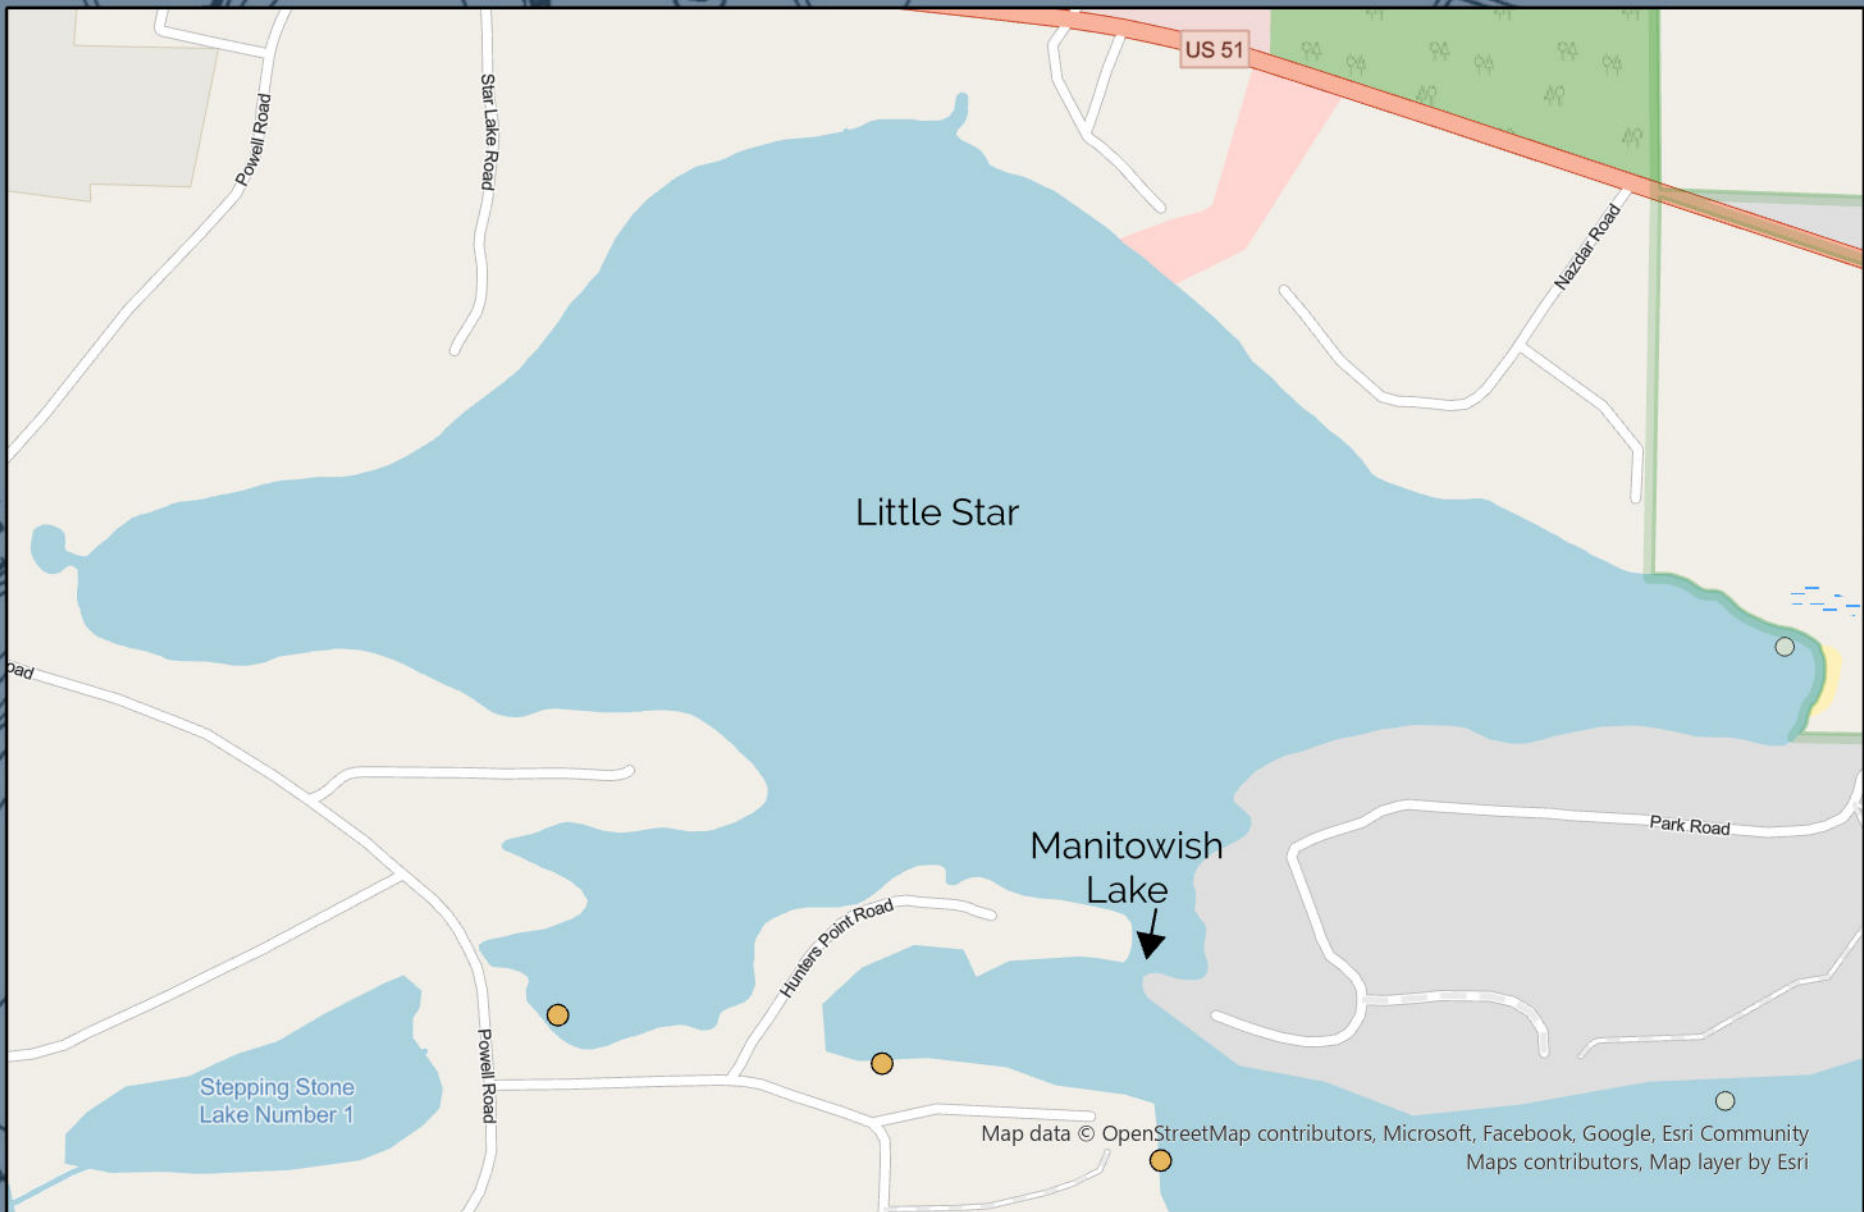 US 51
Star Lake Road
Powell Road
Nazdar Road
Little Star
oad
Park Road
Manitowish
Lake
Hunters Point Road
Powell Road
Stepping Stone
Lake Number 1
Map data © OpenStreetMap contributors, Microsoft, Facebook, Google, Esri Community
Maps contributors, Map layer by Esri